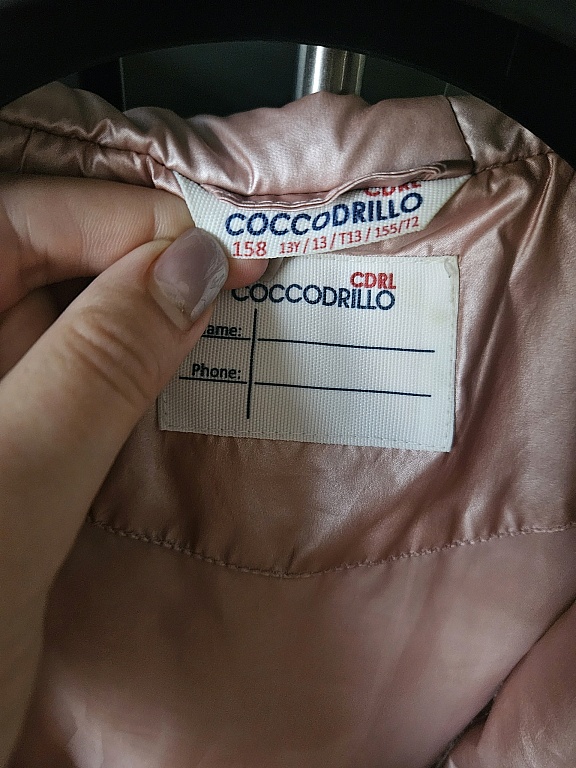 CDRL
COCCODRILLO
158 13Y / 13 / T13 / 155/72
CDRL
COCCODRILLO
ame:
Phone: